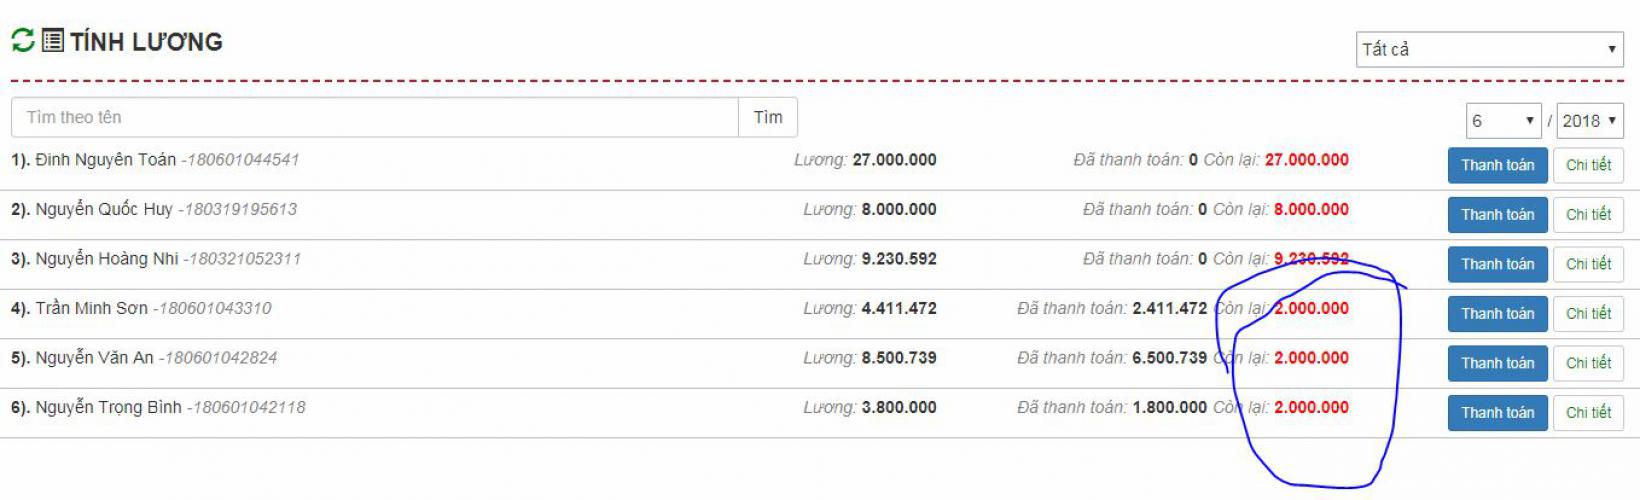 TÍNH LƯƠNG
Tất cả
Tìm theo tên Tìm
6 / 2018
1). Đinh Nguyên Toán -180601044541 Lương: 27.000.000 Đã thanh toán: 0 Còn lại: 27.000.000 Thanh toán Chi tiết
2). Nguyển Quốc Huy -180319195613 Lương: 8.000.000 Đã thanh toán: 0 Còn lại: 8.000.000 Thanh toán Chi tiết
3). Nguyển Hoàng Nhi -180321052311 Lương: 9.230.592 Đã thanh toán: 0 Còn lại: 9.230.592 Thanh toán Chi tiết
4). Trần Minh Sơn -180601043310 Lương: 4.411.472 Đã thanh toán: 2.411.472 Còn lại: 2.000.000 Thanh toán Chi tiết
5). Nguyễn Văn An -180601042824 Lương: 8.500.739 Đã thanh toán: 6.500.739 Còn lại: 2.000.000 Thanh toán Chi tiết
6). Nguyễn Trọng Bình -180601042118 Lương: 3.800.000 Đã thanh toán: 1.800.000 Còn lại: 2.000.000 Thanh toán Chi tiết